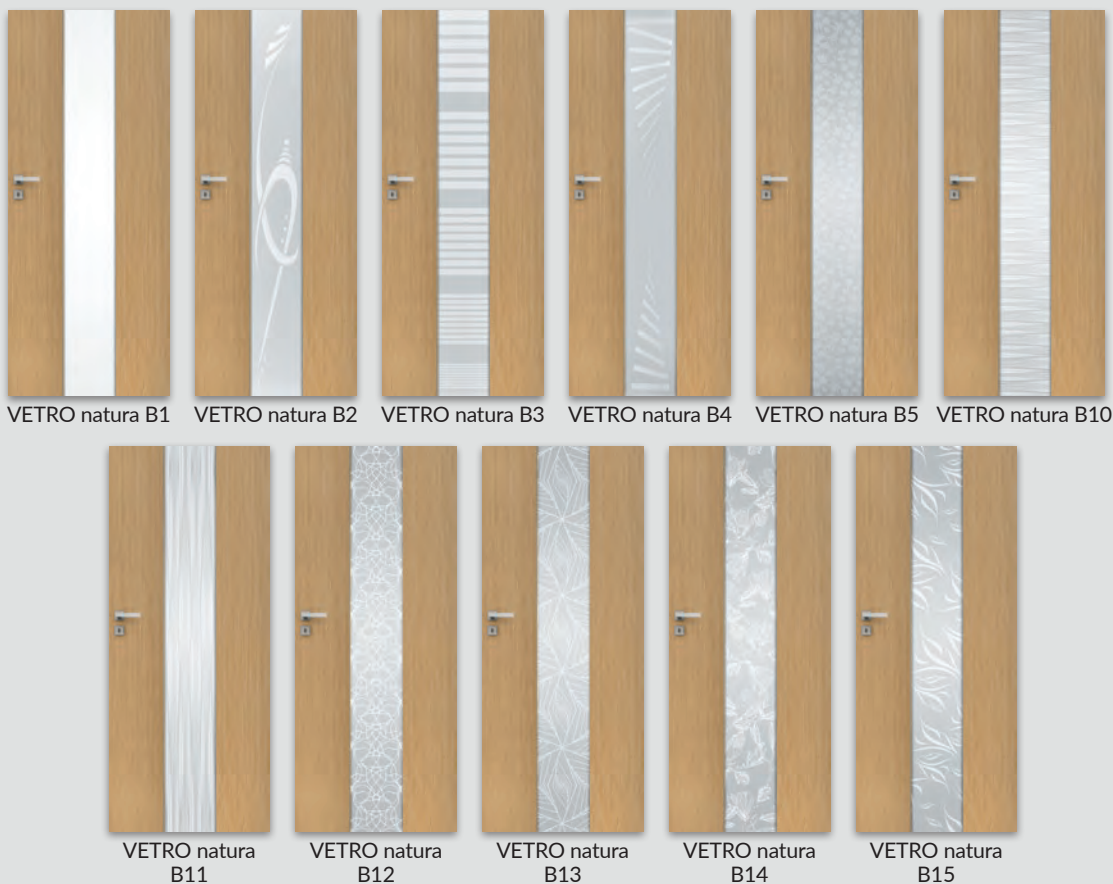 VETRO natura B1
VETRO natura B2
VETRO natura B3
VETRO natura B4
VETRO natura B5
VETRO natura B10
VETRO natura
B11
VETRO natura
B12
VETRO natura
B13
VETRO natura
B14
VETRO natura
B15